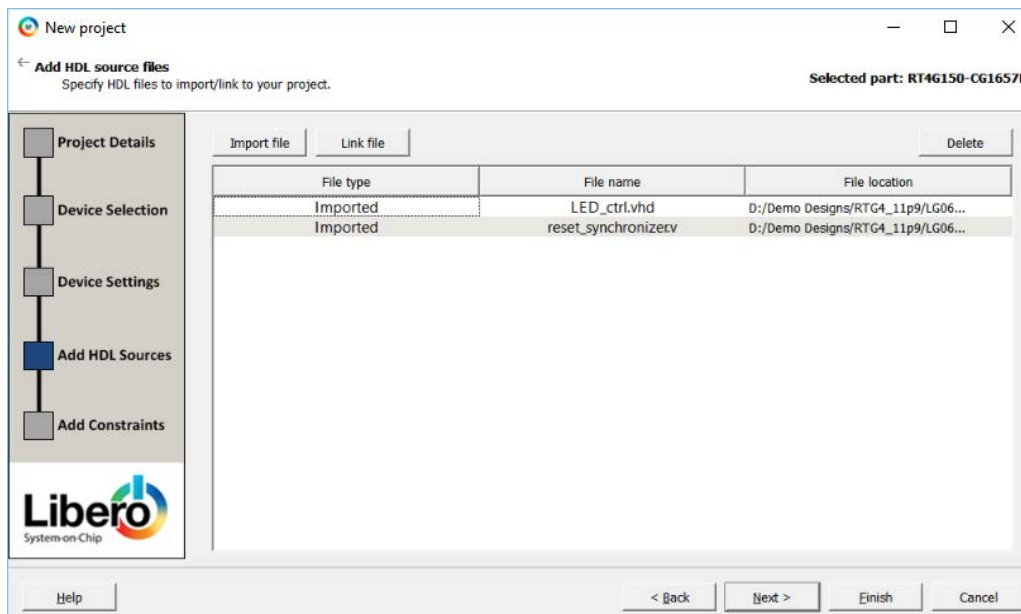 New project
Add HDL source files
Specify HDL files to import/link to your project.
Selected part: RT4G150-CG1657
Project Details
Device Selection
Device Settings
Add HDL Sources
Add Constraints
Libero
System-on-Chip
Import file Link file Delete
File type File name File location
Imported LED_ctrl.vhd D:/Demo Designs/RTG4_11p9/LG06...
Imported reset_synchronizer.v D:/Demo Designs/RTG4_11p9/LG06...
Help < Back Next > Finish Cancel